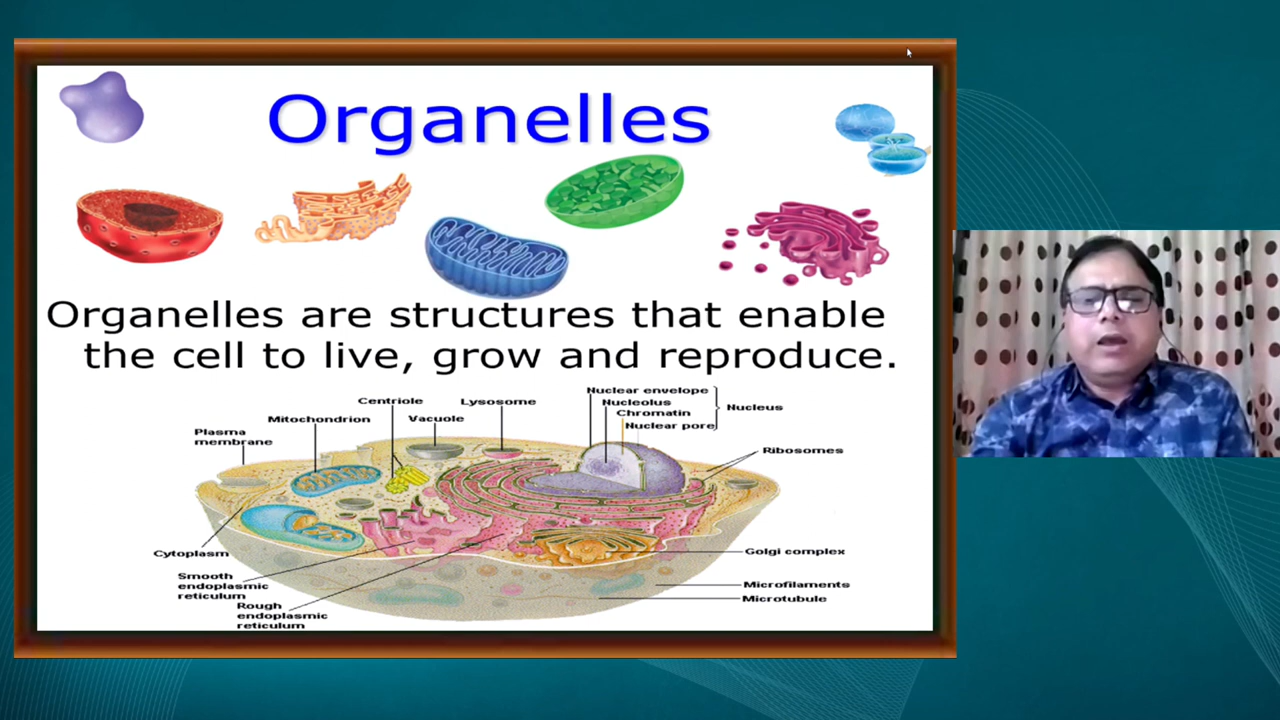 Organelles
Organelles are structures that enable
the cell to live, grow and reproduce.
Nuclear envelope
Nucleolus
Chromatin
Nuclear pore
Nucleus
Centriole
Lysosome
Mitochondrion
Vacuole
Plasma
membrane
Ribosomes
Cytoplasm
Golgi complex
Smooth
endoplasmic
reticulum
Microfilaments
Microtubule
Rough
endoplasmic
reticulum